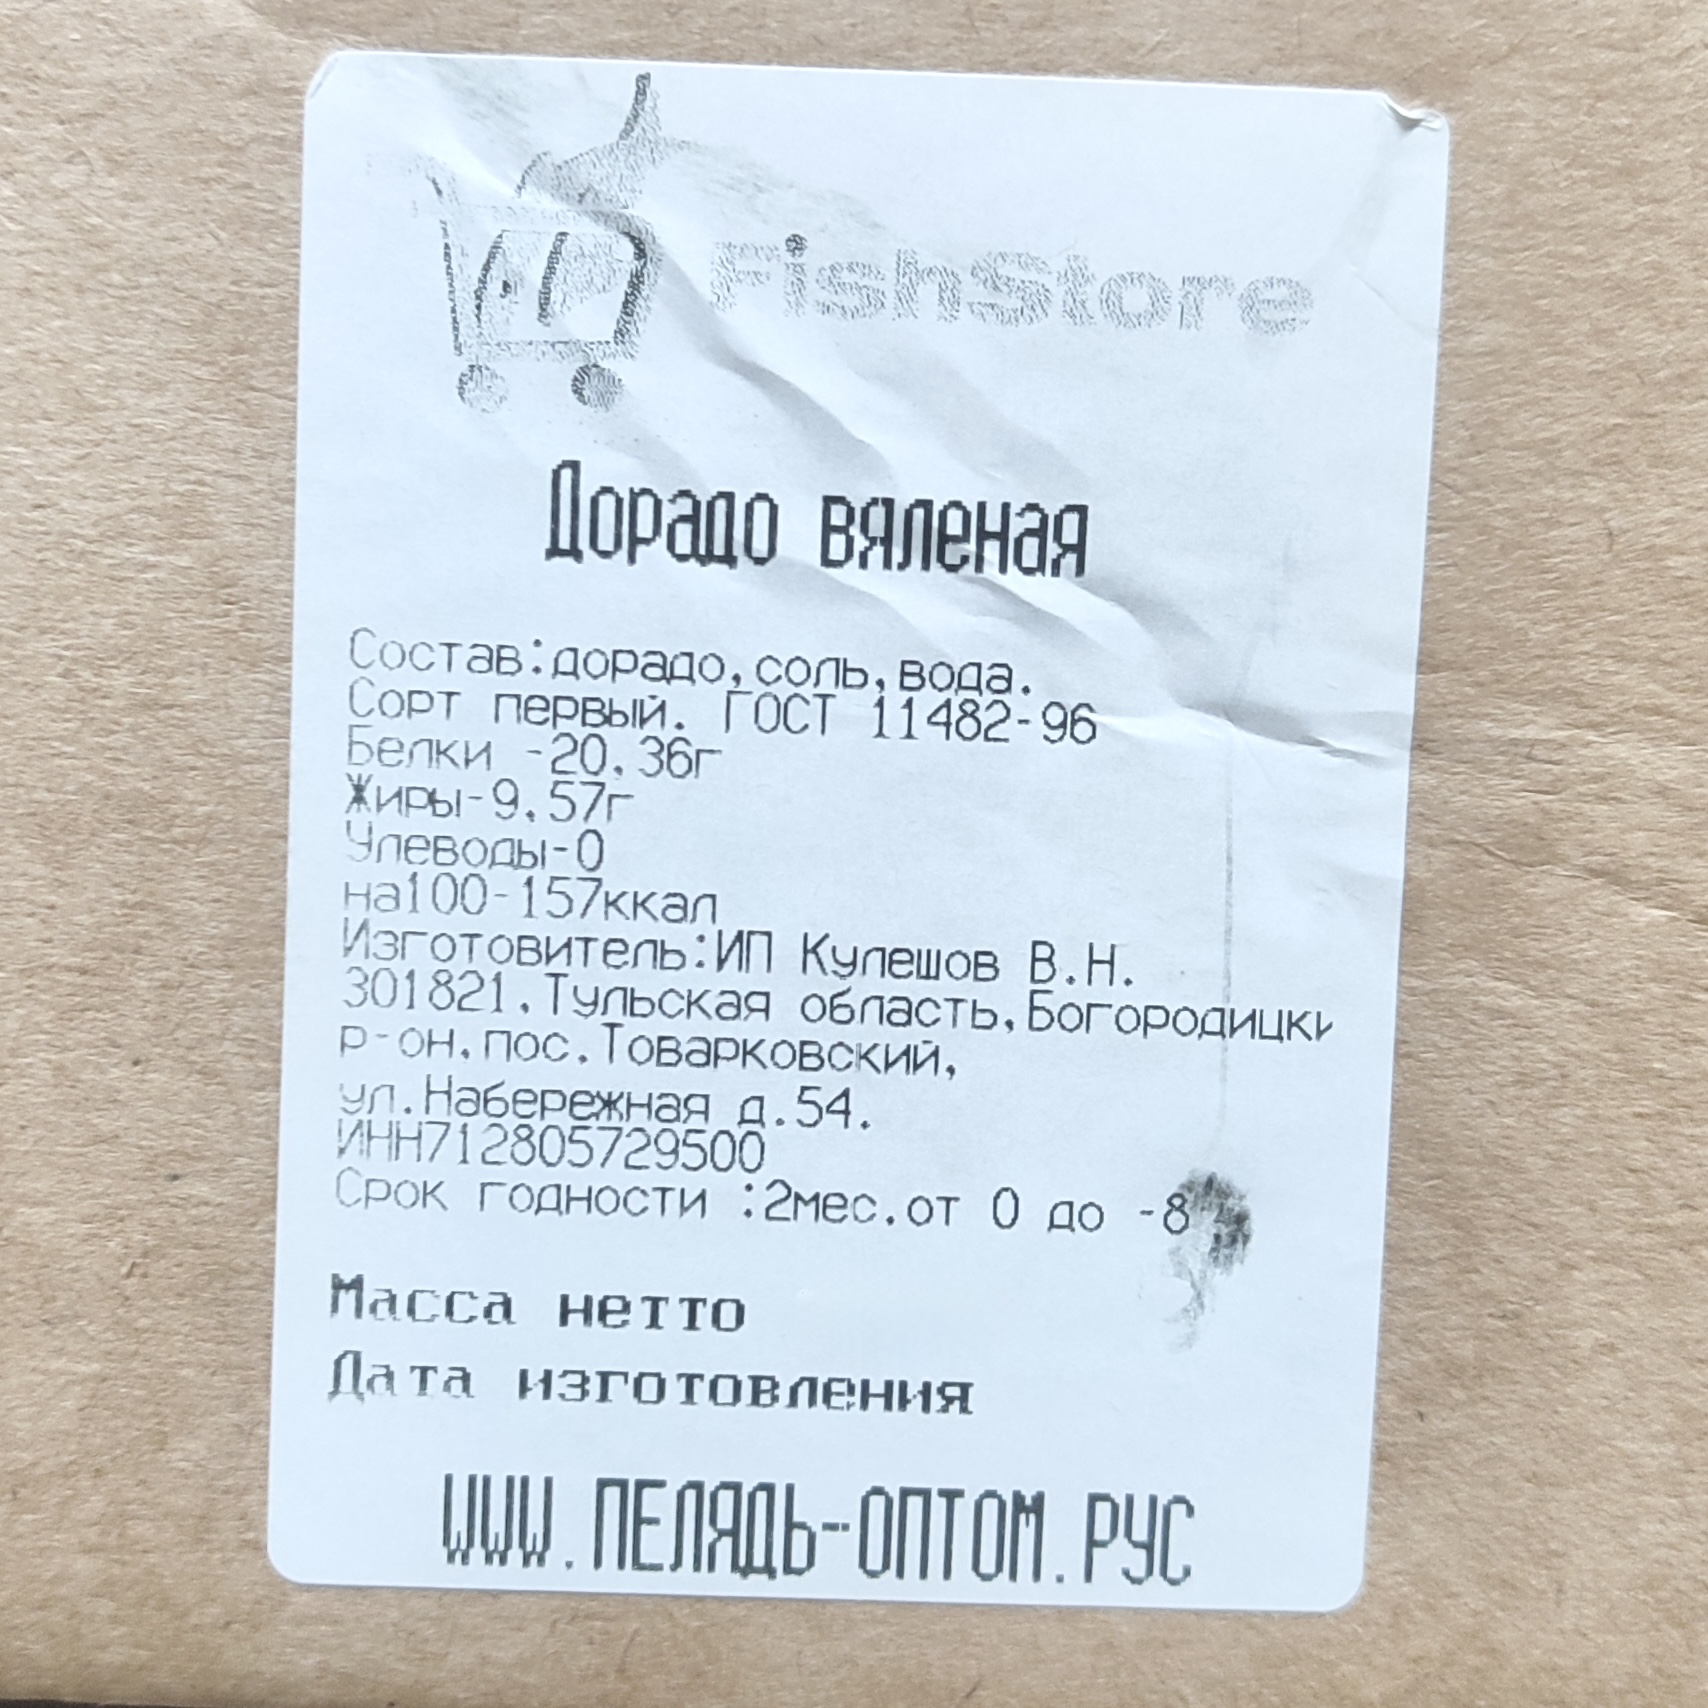 FishStore
Дорадо вяленая
Состав:дорадо,соль,вода.
Сорт первый. ГОСТ 11482-96
Белки -20.36г
Жиры-9.57г
Улеводы-0
на100-157ккал
Изготовитель:ИП Кулешов В.Н.
301821.Тульская область,Богородицки
р-он.пос.Товарковский,
ул.Набережная д.54.
ИНН712805729500
Срок годности :2мес.от 0 до -8
Масса нетто
Дата изготовления
WWW.ПЕЛЯДЬ-ОПТОМ.РУС